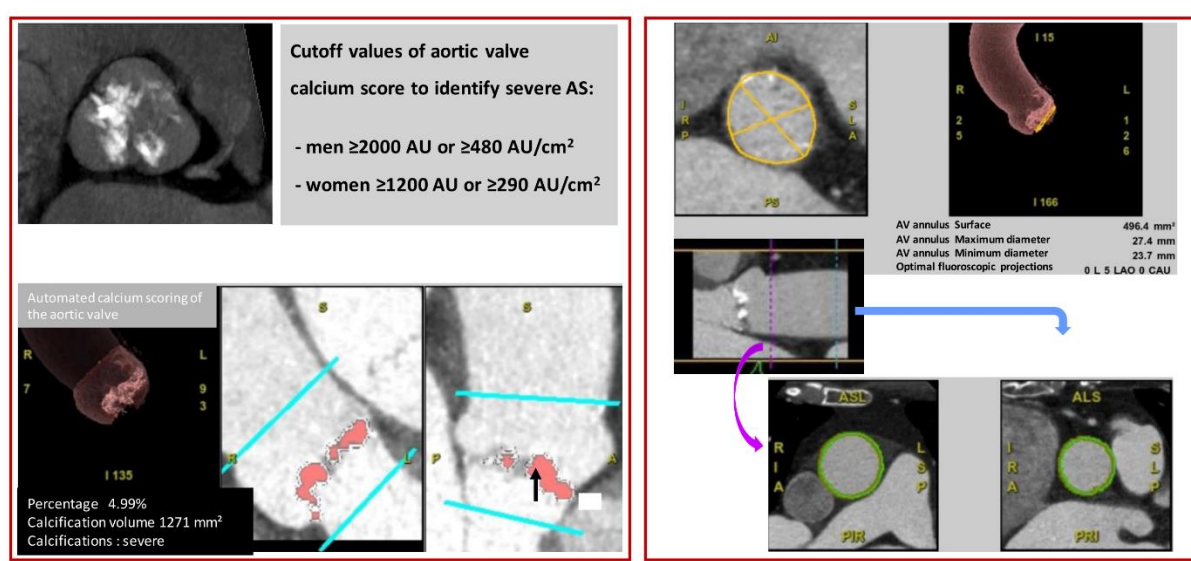 Cutoff values of aortic valve
calcium score to identify severe AS:
- men ≥2000 AU or ≥480 AU/cm²
- women ≥1200 AU or ≥290 AU/cm²
Automated calcium scoring of
the aortic valve
R
7
L
9
3
I 135
Percentage 4.99%
Calcification volume 1271 mm²
Calcifications : severe
S
R
L
S
P
A
AI
I
R
P
S
L
A
PS
I 15
R
2
5
L
1
2
6
I 166
AV annulus Surface 496.4 mm²
AV annulus Maximum diameter 27.4 mm
AV annulus Minimum diameter 23.7 mm
Optimal fluoroscopic projections 0 L 5 LAO 0 CAU
ASL
R
I
A
L
S
P
PIR
ALS
I
R
A
S
L
P
PRI